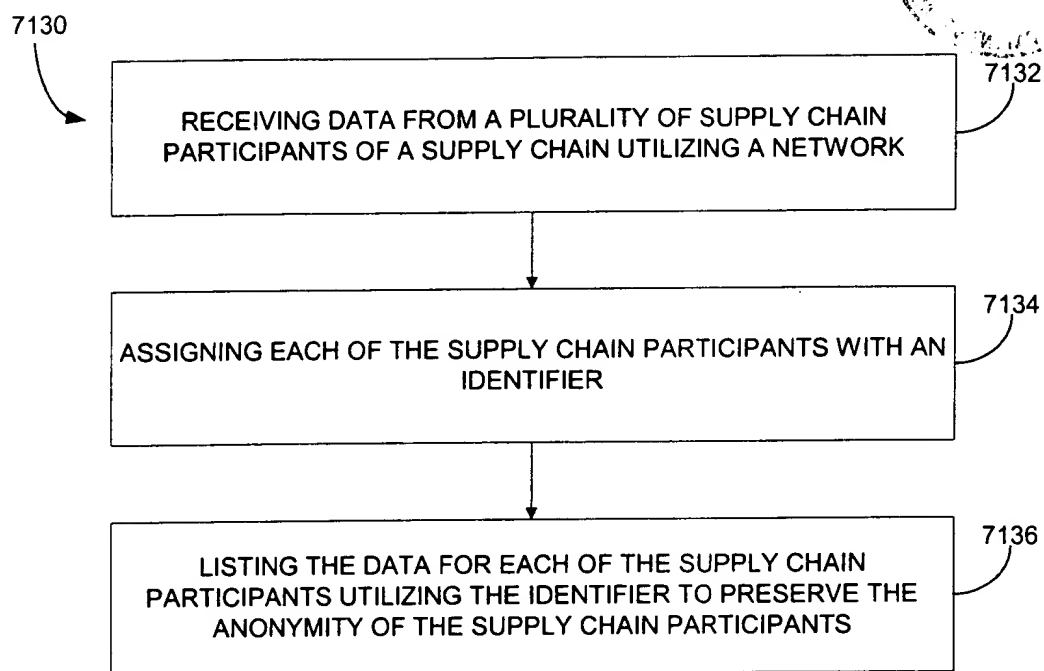 7130
7132
RECEIVING DATA FROM A PLURALITY OF SUPPLY CHAIN
PARTICIPANTS OF A SUPPLY CHAIN UTILIZING A NETWORK
7134
ASSIGNING EACH OF THE SUPPLY CHAIN PARTICIPANTS WITH AN
IDENTIFIER
7136
LISTING THE DATA FOR EACH OF THE SUPPLY CHAIN
PARTICIPANTS UTILIZING THE IDENTIFIER TO PRESERVE THE
ANONYMITY OF THE SUPPLY CHAIN PARTICIPANTS